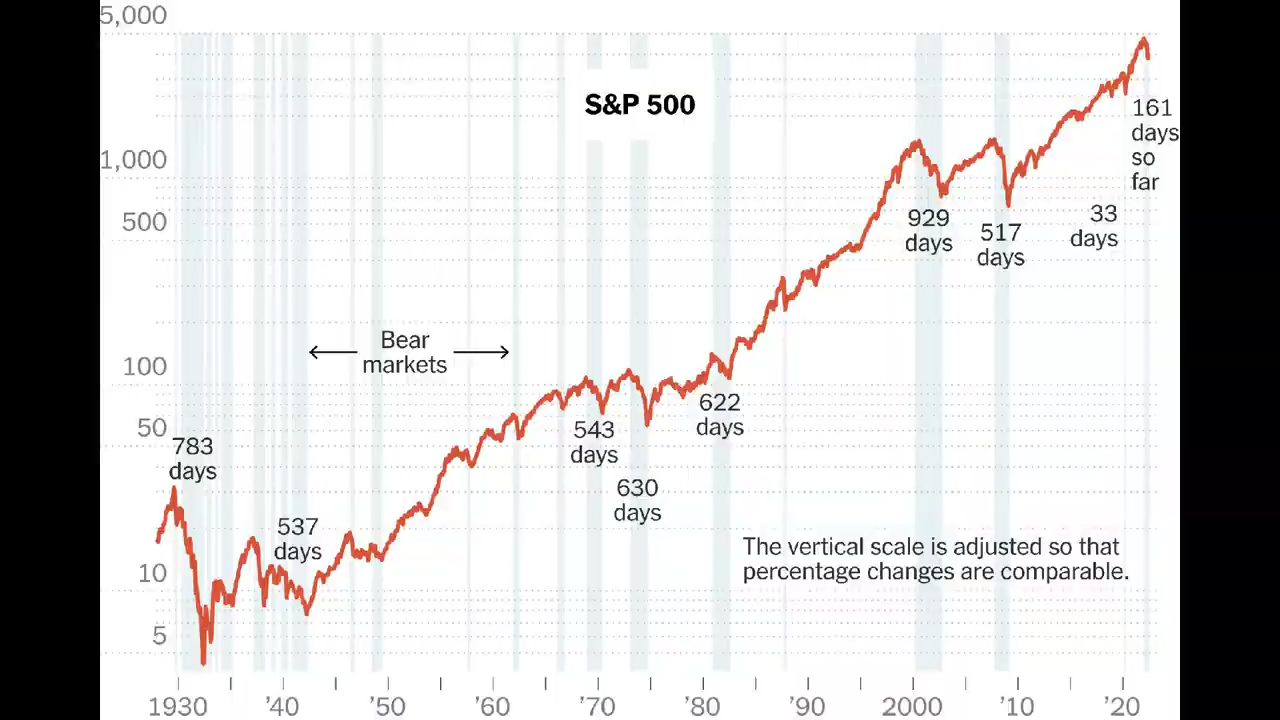 5,000
S&P 500
161
days
so
far
1,000
500
929
days
517
days
33
days
Bear
markets
100
50
783
days
622
days
543
days
630
days
537
days
The vertical scale is adjusted so that
percentage changes are comparable.
10
5
1930 ’40 ’50 ’60 ’70 ’80 ’90 2000 ’10 ’20